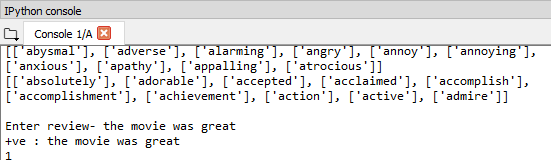 IPython console
Console 1/A
[['abysmal'], ['adverse'], ['alarming'], ['angry'], ['annoy'], ['annoying'],
['anxious'], ['apathy'], ['appalling'], ['atrocious']]
[['absolutely'], ['adorable'], ['accepted'], ['acclaimed'], ['accomplish'],
['accomplishment'], ['achievement'], ['action'], ['active'], ['admire']]
Enter review- the movie was great
+ve : the movie was great
1